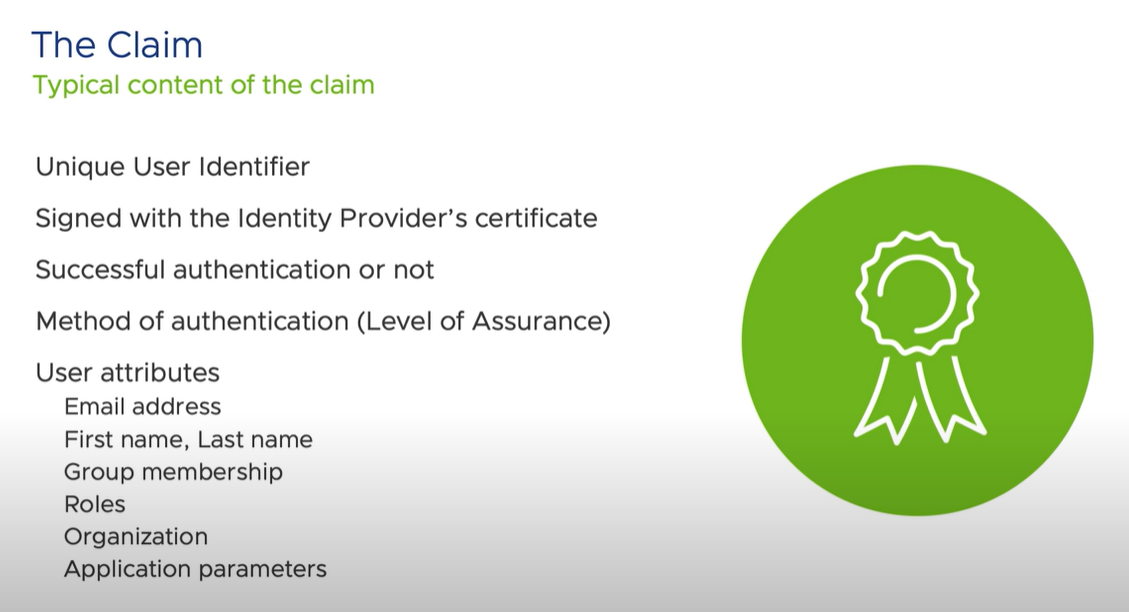 The Claim
Typical content of the claim
Unique User Identifier
Signed with the Identity Provider’s certificate
Successful authentication or not
Method of authentication (Level of Assurance)
User attributes
Email address
First name, Last name
Group membership
Roles
Organization
Application parameters